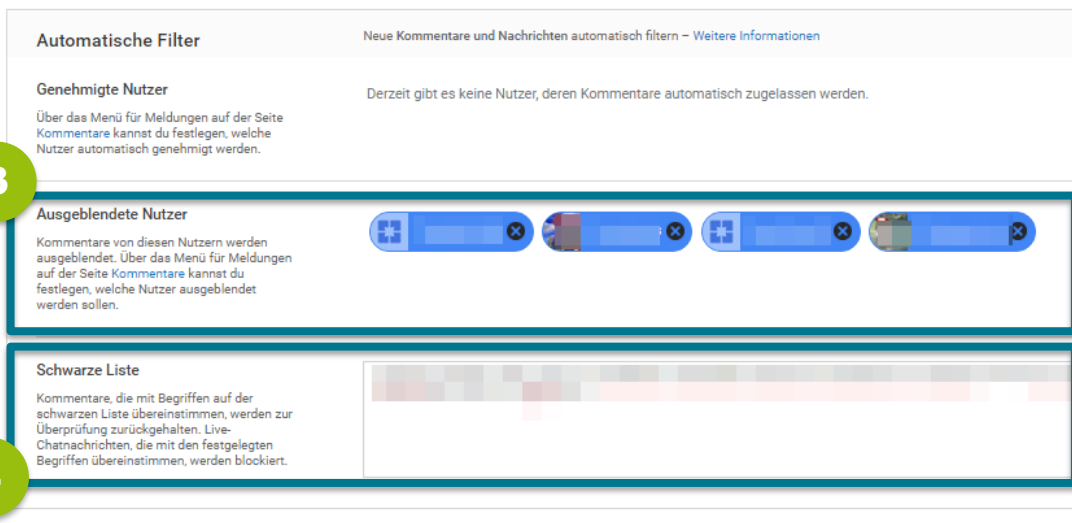 Automatische Filter
Neue Kommentare und Nachrichten automatisch filtern – Weitere Informationen
Genehmigte Nutzer
Derzeit gibt es keine Nutzer, deren Kommentare automatisch zugelassen werden.
Über das Menü für Meldungen auf der Seite
Kommentare kannst du festlegen, welche
Nutzer automatisch genehmigt werden.
Ausgeblendete Nutzer
Kommentare von diesen Nutzern werden
ausgeblendet. Über das Menü für Meldungen
auf der Seite Kommentare kannst du
festlegen, welche Nutzer ausgeblendet
werden sollen.
Schwarze Liste
Kommentare, die mit Begriffen auf der
schwarzen Liste übereinstimmen, werden zur
Überprüfung zurückgehalten. Live-
Chatnachrichten, die mit den festgelegten
Begriffen übereinstimmen, werden blockiert.